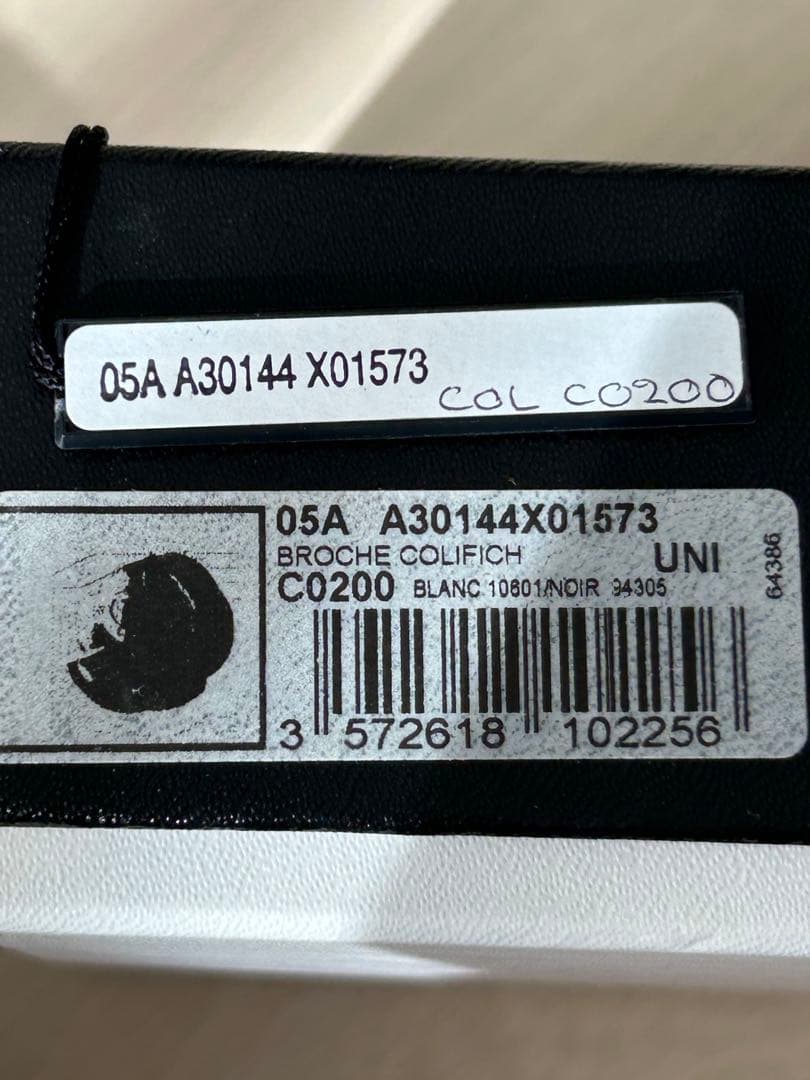 05A A30144 X01573
COL C0200
05A A30144X01573
BROCHE COLIFICH UNI
C0200 BLANC 10601/NOIR 94305
64386
3 572618 102256